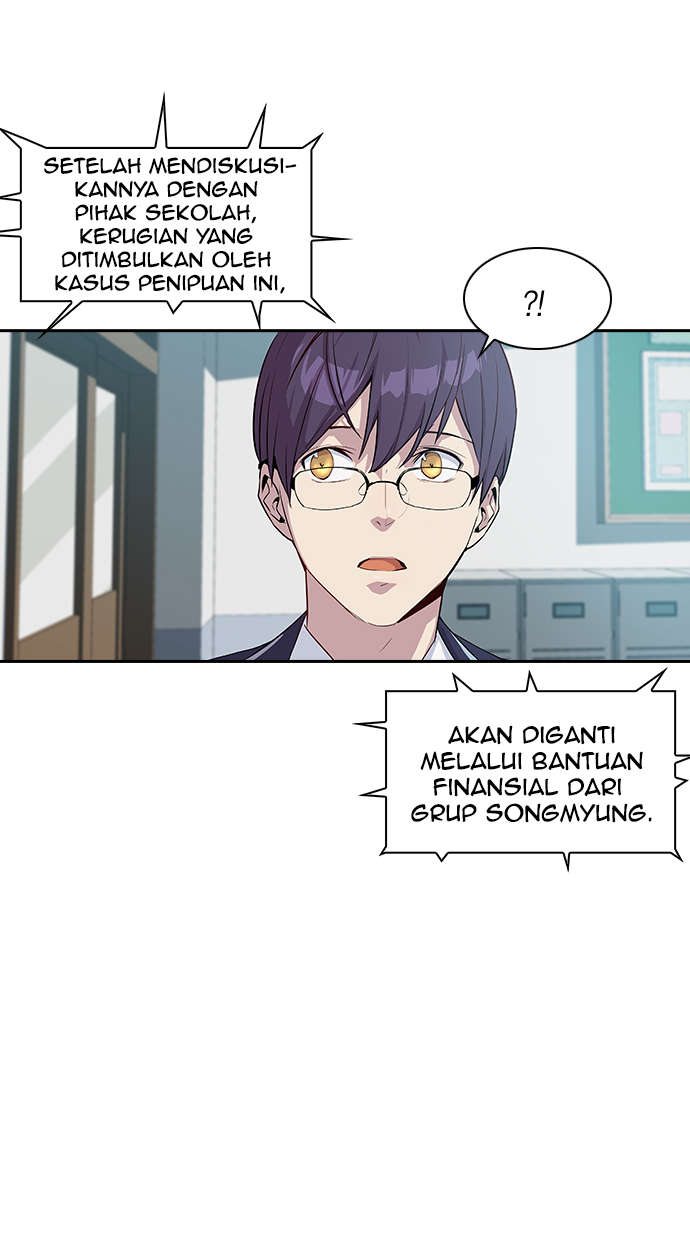 SETELAH MENDISKUSI-
KANNYA DENGAN
PIHAK SEKOLAH,
KERUGIAN YANG
DITIMBULKAN OLEH
KASUS PENIPUAN INI,
?!
AKAN DIGANTI
MELALUI BANTUAN
FINANSIAL DARI
GRUP SONGMYUNG.